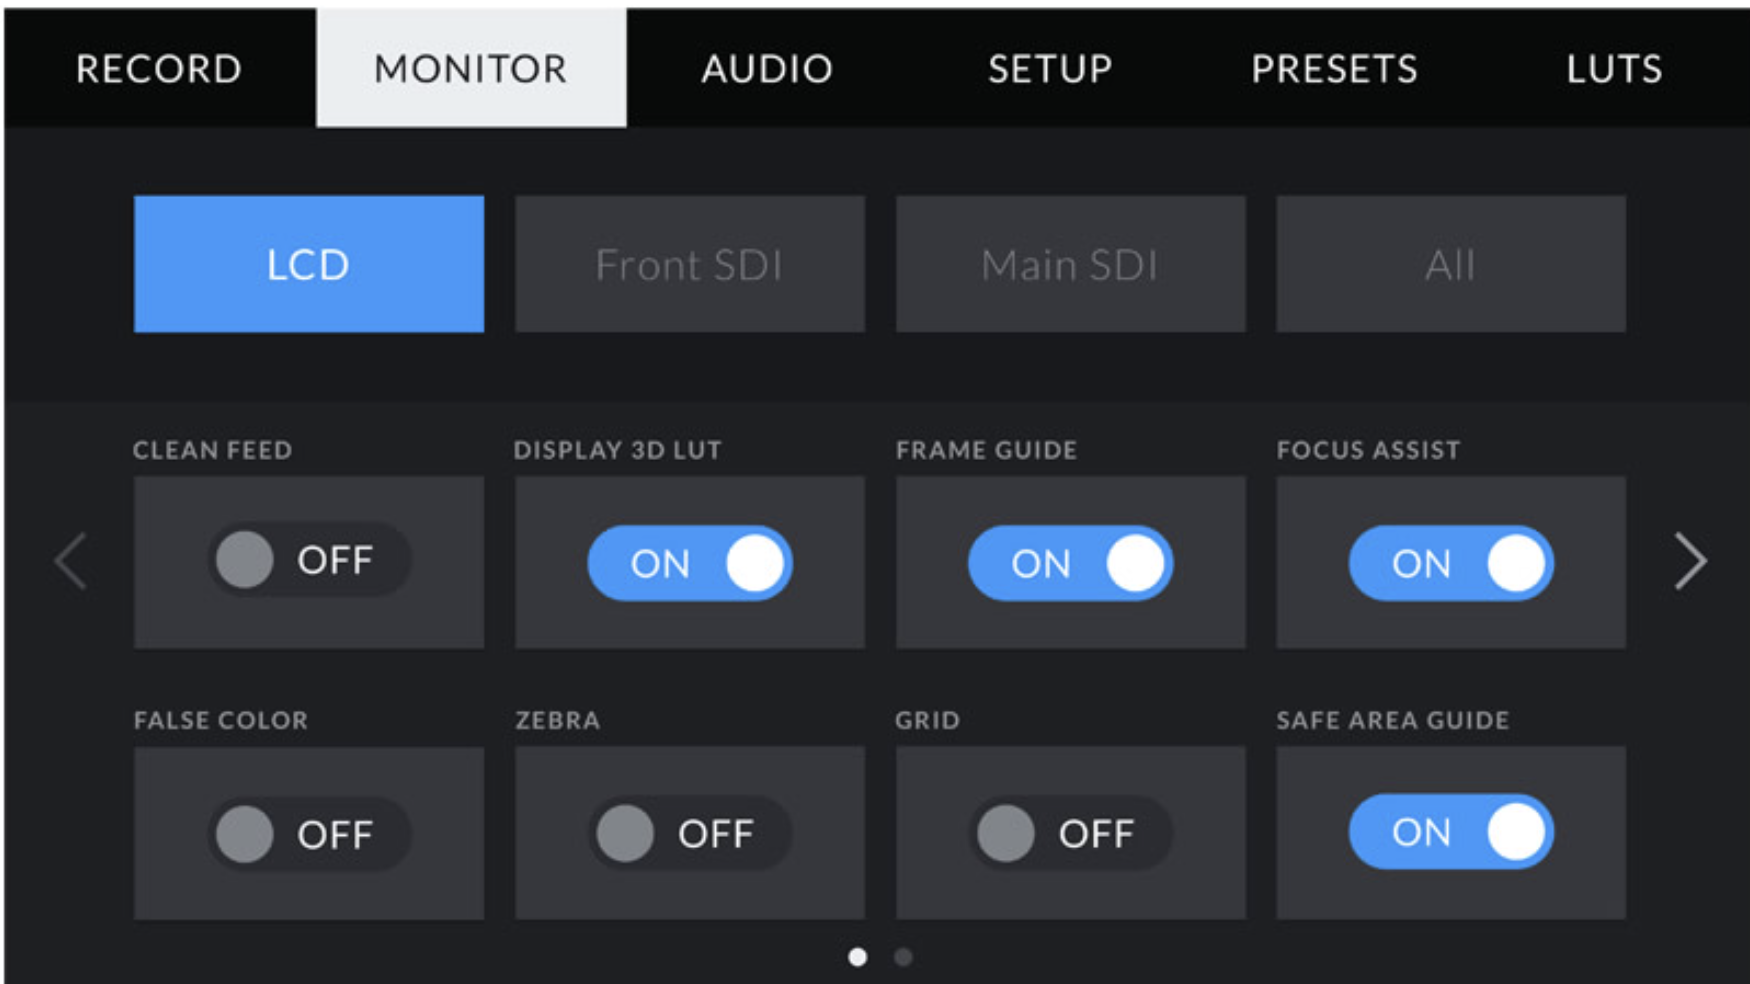 RECORD MONITOR AUDIO SETUP PRESETS LUTS
LCD Front SDI Main SDI All
CLEAN FEED DISPLAY 3D LUT FRAME GUIDE FOCUS ASSIST
OFF ON ON ON
FALSE COLOR ZEBRA GRID SAFE AREA GUIDE
OFF OFF OFF ON